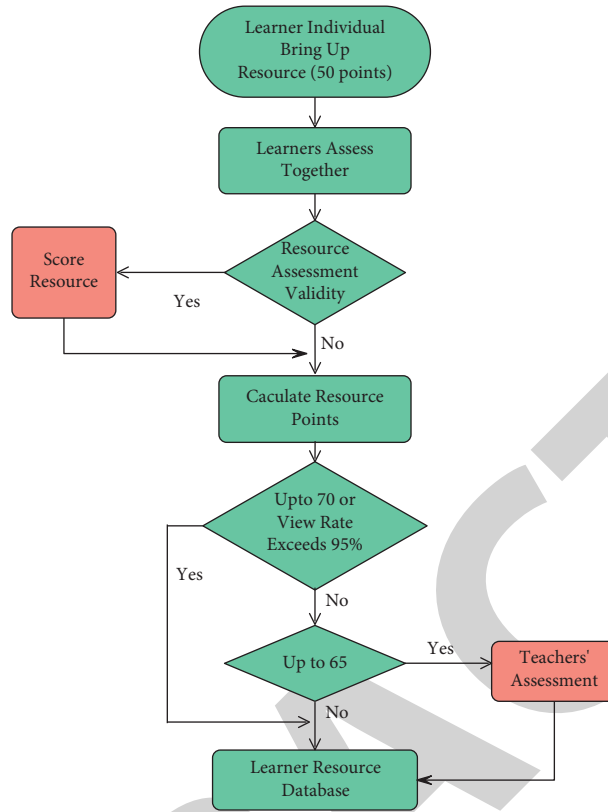 Learner Individual
Bring Up
Resource (50 points)
Learners Assess
Together
Resource
Assessment
Validity
Score
Resource
Yes
No
Caculate Resource
Points
Upto 70 or
View Rate
Exceeds 95%
Yes
No
Up to 65
Yes
Teachers'
Assessment
No
Learner Resource
Database